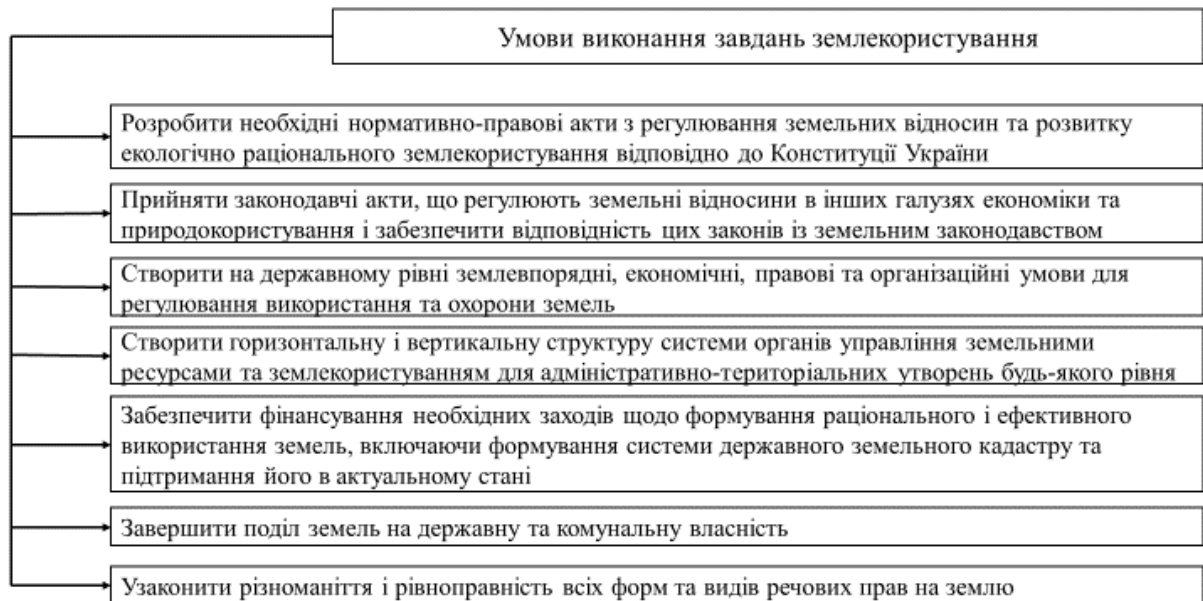 Умови виконання завдань землекористування
Розробити необхідні нормативно-правові акти з регулювання земельних відносин та розвитку
екологічно раціонального землекористування відповідно до Конституції України
Прийняти законодавчі акти, що регулюють земельні відносини в інших галузях економіки та
природокористування і забезпечити відповідність цих законів із земельним законодавством
Створити на державному рівні землевпорядні, економічні, правові та організаційні умови для
регулювання використання та охорони земель
Створити горизонтальну і вертикальну структуру системи органів управління земельними
ресурсами та землекористуванням для адміністративно-територіальних утворень будь-якого рівня
Забезпечити фінансування необхідних заходів щодо формування раціонального і ефективного
використання земель, включаючи формування системи державного земельного кадастру та
підтримання його в актуальному стані
Завершити поділ земель на державну та комунальну власність
Узаконити різноманіття і рівноправність всіх форм та видів речових прав на землю